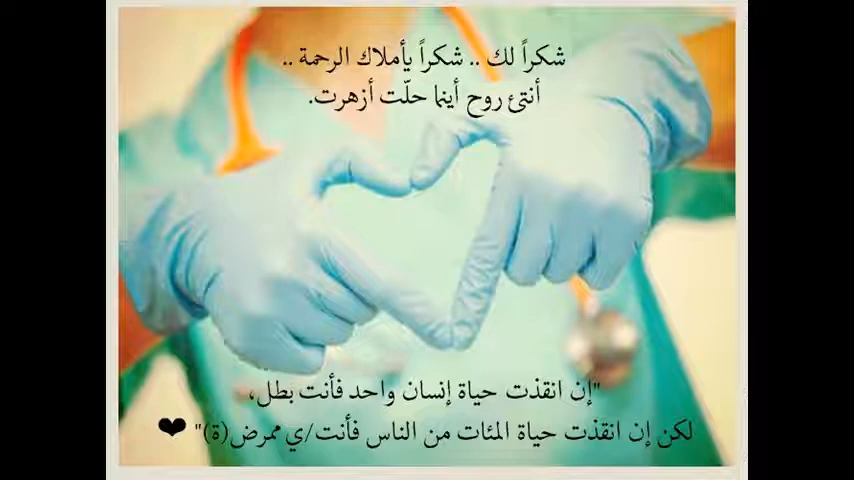 شكراً لك .. شكراً يأملاك الرحمة ..
أنتئ روح أينما حلّت أزهرت.
"إن انقذت حياة إنسان واحد فأنت بطل،
لكن إن انقذت حياة المئات من الناس فأنت/ي ممرض(ة)" ❤